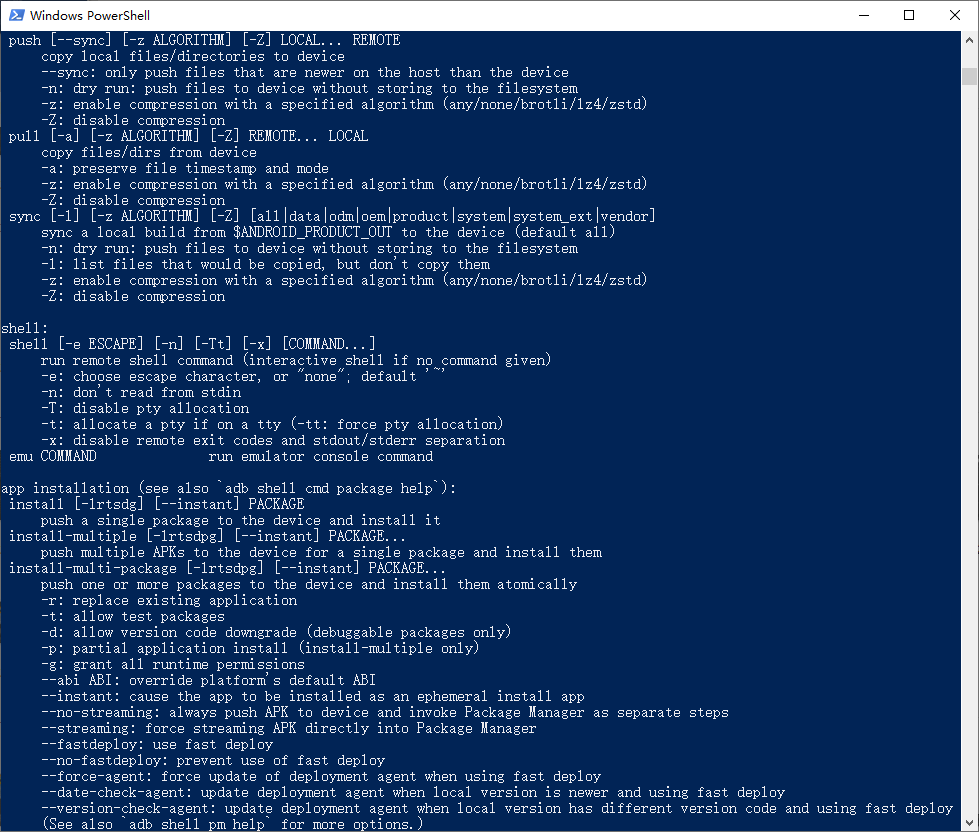 Windows PowerShell
push [--sync] [-z ALGORITHM] [-Z] LOCAL... REMOTE
copy local files/directories to device
--sync: only push files that are newer on the host than the device
-n: dry run: push files to device without storing to the filesystem
-z: enable compression with a specified algorithm (any/none/brotli/lz4/zstd)
-Z: disable compression
pull [-a] [-z ALGORITHM] [-Z] REMOTE... LOCAL
copy files/dirs from device
-a: preserve file timestamp and mode
-z: enable compression with a specified algorithm (any/none/brotli/lz4/zstd)
-Z: disable compression
sync [-l] [-z ALGORITHM] [-Z] [all|data|odm|oem|product|system|system_ext|vendor]
sync a local build from $ANDROID_PRODUCT_OUT to the device (default all)
-n: dry run: push files to device without storing to the filesystem
-l: list files that would be copied, but don't copy them
-z: enable compression with a specified algorithm (any/none/brotli/lz4/zstd)
-Z: disable compression
shell:
shell [-e ESCAPE] [-n] [-Tt] [-x] [COMMAND...]
run remote shell command (interactive shell if no command given)
-e: choose escape character, or "none"; default '~'
-n: don't read from stdin
-T: disable pty allocation
-t: allocate a pty if on a tty (-tt: force pty allocation)
-x: disable remote exit codes and stdout/stderr separation
emu COMMAND              run emulator console command
app installation (see also `adb shell cmd package help`):
install [-lrtsdg] [--instant] PACKAGE
push a single package to the device and install it
install-multiple [-lrtsdpg] [--instant] PACKAGE...
push multiple APKs to the device for a single package and install them
install-multi-package [-lrtsdpg] [--instant] PACKAGE...
push one or more packages to the device and install them atomically
-r: replace existing application
-t: allow test packages
-d: allow version code downgrade (debuggable packages only)
-p: partial application install (install-multiple only)
-g: grant all runtime permissions
--abi ABI: override platform's default ABI
--instant: cause the app to be installed as an ephemeral install app
--no-streaming: always push APK to device and invoke Package Manager as separate steps
--streaming: force streaming APK directly into Package Manager
--fastdeploy: use fast deploy
--no-fastdeploy: prevent use of fast deploy
--force-agent: force update of deployment agent when using fast deploy
--date-check-agent: update deployment agent when local version is newer and using fast deploy
--version-check-agent: update deployment agent when local version has different version code and using fast deploy
(See also `adb shell pm help` for more options.)